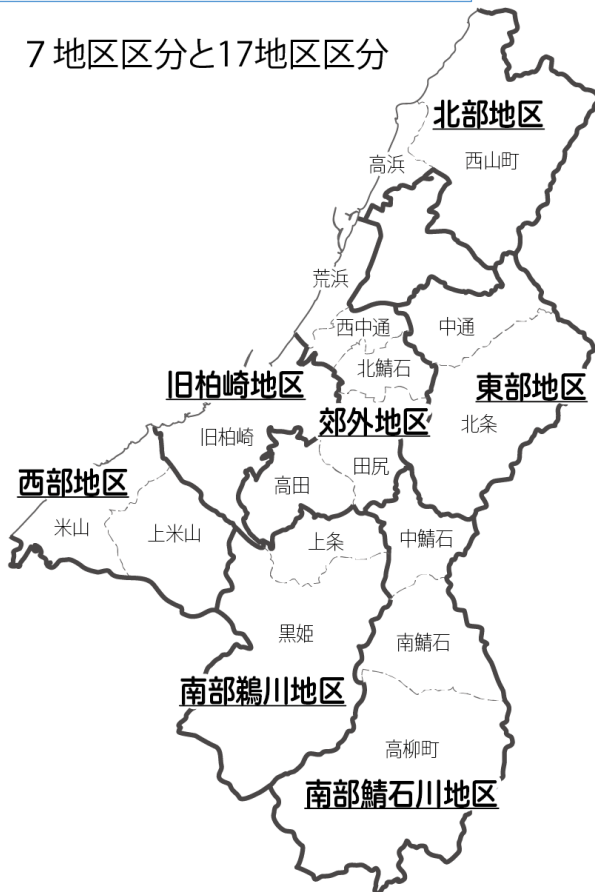 7地区区分と17地区区分
北部地区
西山町
高浜
荒浜
西中通
中通
北鯖石
旧柏崎地区
東部地区
郊外地区
北条
旧柏崎
田尻
西部地区
高田
米山
上米山
上条
中鯖石
黒姫
南鯖石
南部鵜川地区
高柳町
南部鯖石川地区